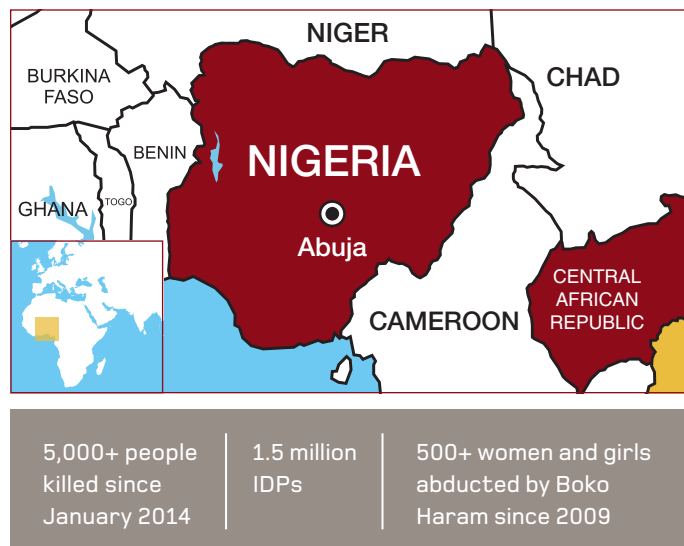 NIGER
CHAD
BURKINA
FASO
BENIN
NIGERIA
GHANA
TOGO
Abuja
CENTRAL
AFRICAN
REPUBLIC
CAMEROON
5,000+ people
killed since
January 2014
1.5 million
IDPs
500+ women and girls
abducted by Boko
Haram since 2009